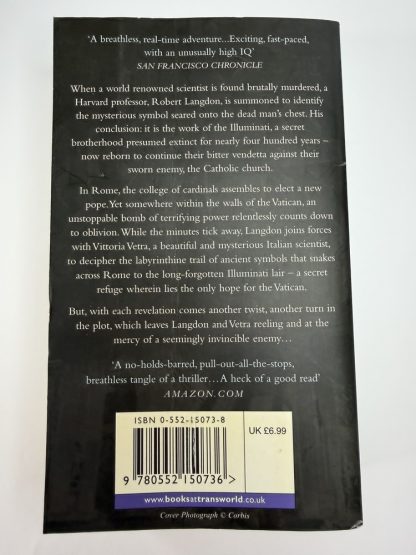 ‘A breathless, real-time adventure...Exciting, fast-paced,
with an unusually high IQ’
SAN FRANCISCO CHRONICLE
When a world renowned scientist is found brutally murdered, a
Harvard professor, Robert Langdon, is summoned to identify
the mysterious symbol seared onto the dead man’s chest. His
conclusion: it is the work of the Illuminati, a secret
brotherhood presumed extinct for nearly four hundred years –
now reborn to continue their bitter vendetta against their
sworn enemy, the Catholic church.
In Rome, the college of cardinals assembles to elect a new
pope. Yet somewhere within the walls of the Vatican, an
unstoppable bomb of terrifying power relentlessly counts down
to oblivion. While the minutes tick away, Langdon joins forces
with Vittoria Vetra, a beautiful and mysterious Italian scientist,
to decipher the labyrinthine trail of ancient symbols that snakes
across Rome to the long-forgotten Illuminati lair – a secret
refuge wherein lies the only hope for the Vatican.
But, with each revelation comes another twist, another turn in
the plot, which leaves Langdon and Vetra reeling and at the
mercy of a seemingly invincible enemy...
‘A no-holds-barred, pull-out-all-the-stops,
breathless tangle of a thriller...A heck of a good read’
AMAZON.COM
ISBN 0-552-15073-8
UK £6.99
9 780552 150736 >
www.booksattransworld.co.uk
Cover Photograph © Corbis